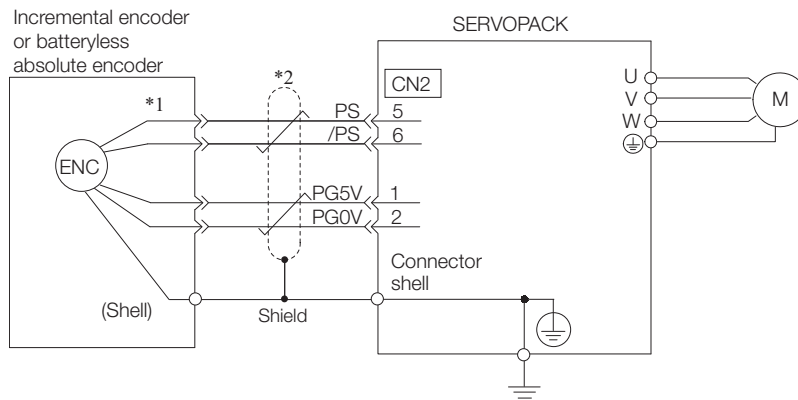 Incremental encoder
or batteryless
absolute encoder
SERVOPACK
*1
*2
CN2
PS 5
/PS 6
ENC
PG5V 1
PG0V 2
U
V
W
M
Connector
shell
(Shell)
Shield